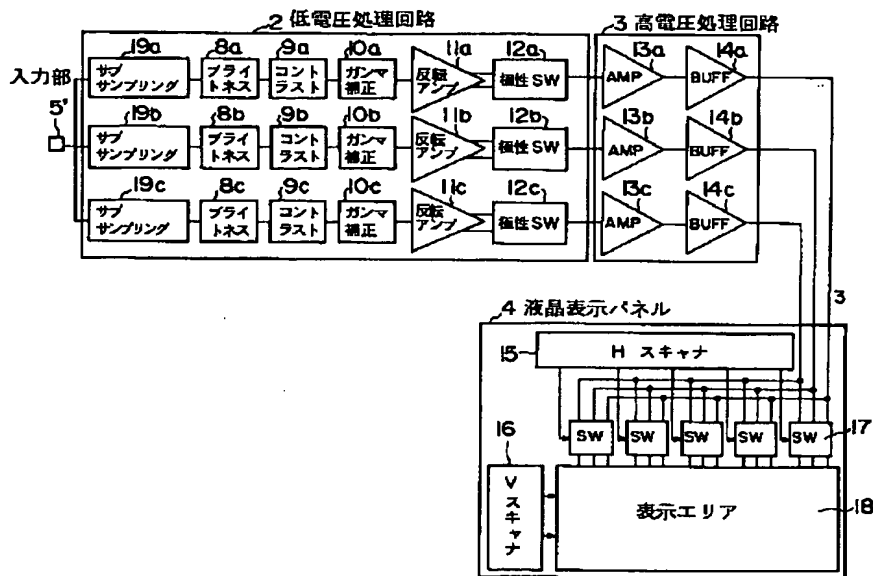 2 低電圧処理回路
3 高電圧処理回路
入力部
5'
19a 8a 9a 10a 11a 12a 13a 14a
サブサンプリング ブライトネス コントラスト ガンマ補正 反転アンプ 極性SW AMP BUFF
19b 8b 9b 10b 11b 12b 13b 14b
サブサンプリング ブライトネス コントラスト ガンマ補正 反転アンプ 極性SW AMP BUFF
19c 8c 9c 10c 11c 12c 13c 14c
サブサンプリング ブライトネス コントラスト ガンマ補正 反転アンプ 極性SW AMP BUFF
3
4 液晶表示パネル
15 H スキャナ
SW SW SW SW SW 17
16
V スキャナ
表示エリア 18